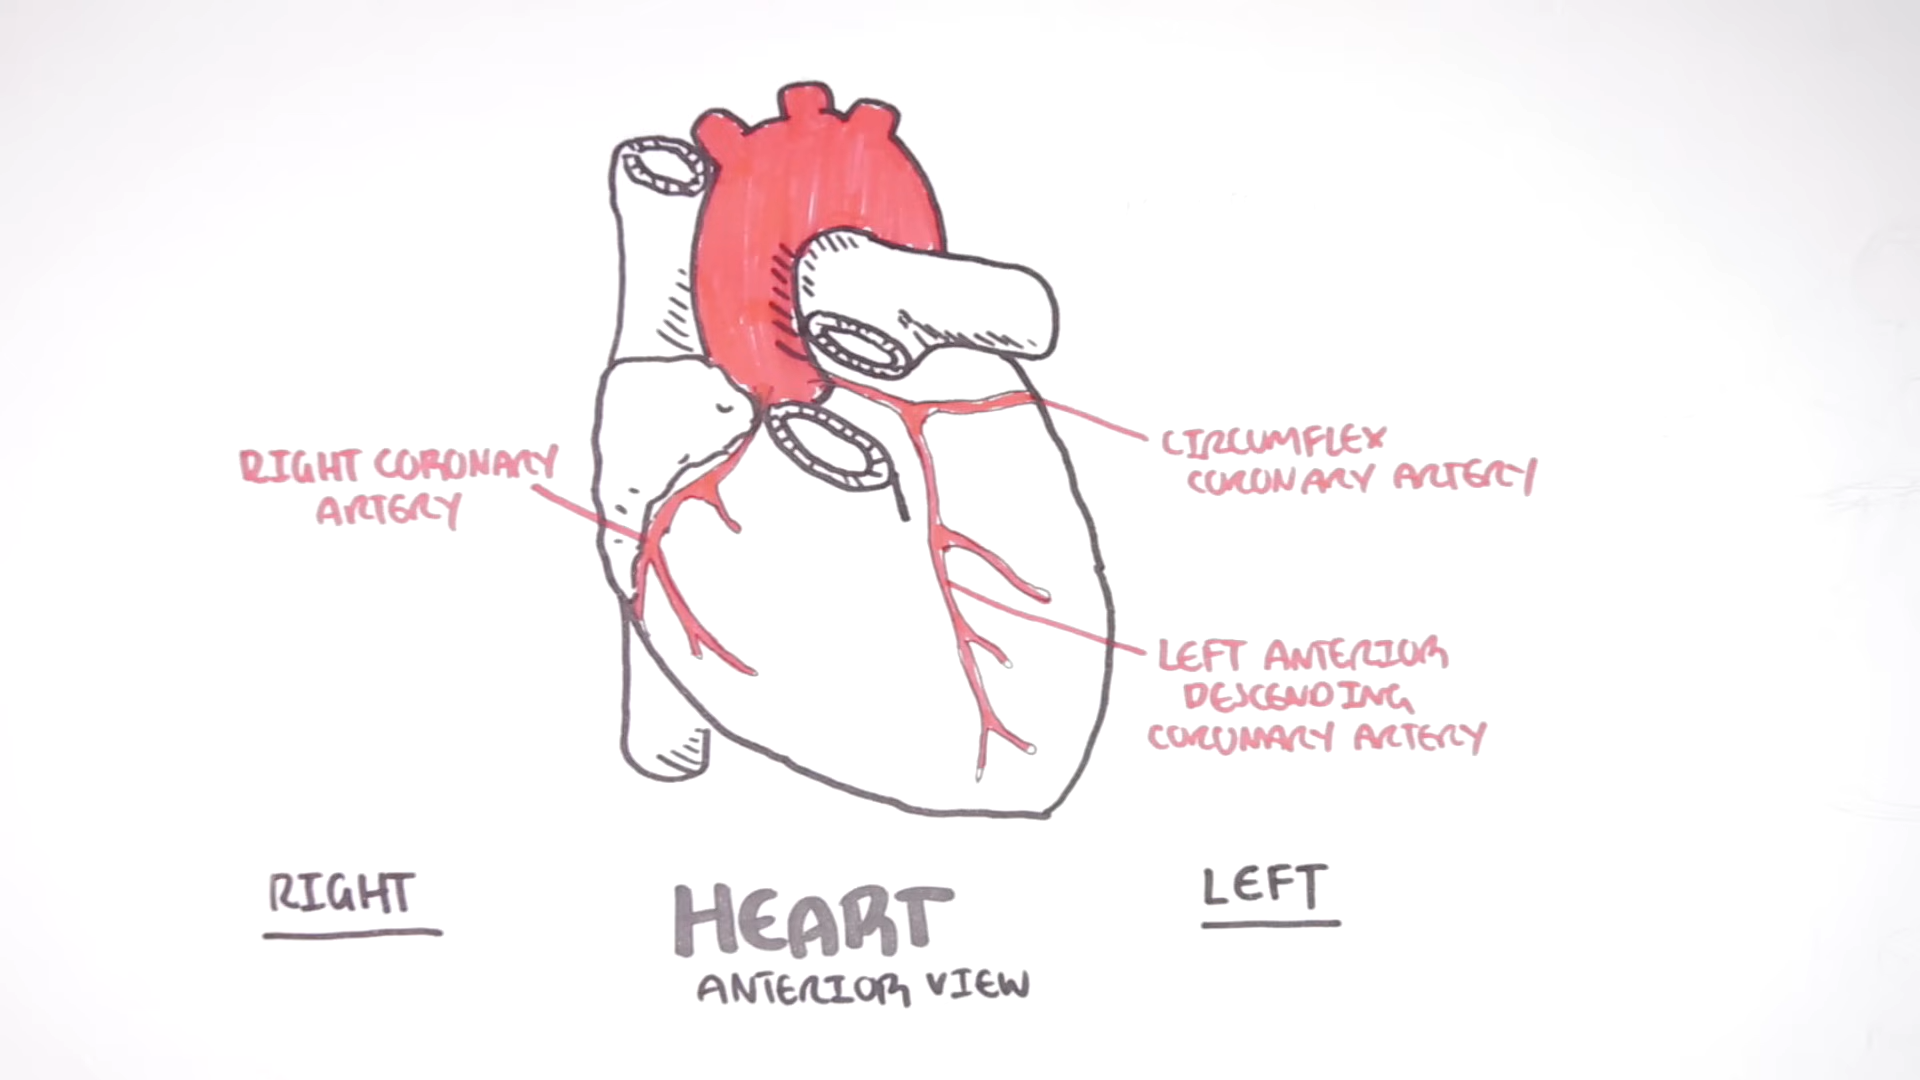 RIGHT CORONARY
ARTERY
CIRCUMFLEX
CORONARY ARTERY
LEFT ANTERIOR
DESCENDING
CORONARY ARTERY
RIGHT
HEART
ANTERIOR VIEW
LEFT